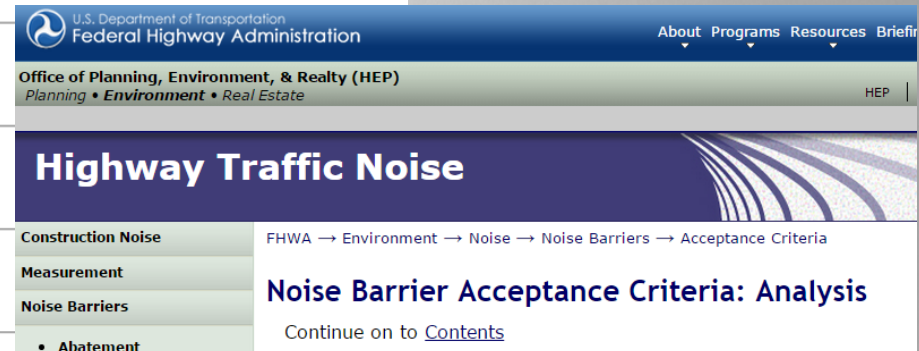 U.S. Department of Transportation
Federal Highway Administration
About Programs Resources
Office of Planning, Environment, & Realty (HEP)
Planning • Environment • Real Estate
HEP
Highway Traffic Noise
Construction Noise
Measurement
Noise Barriers
• Abatement
FHWA → Environment → Noise → Noise Barriers → Acceptance Criteria
Noise Barrier Acceptance Criteria: Analysis
Continue on to Contents